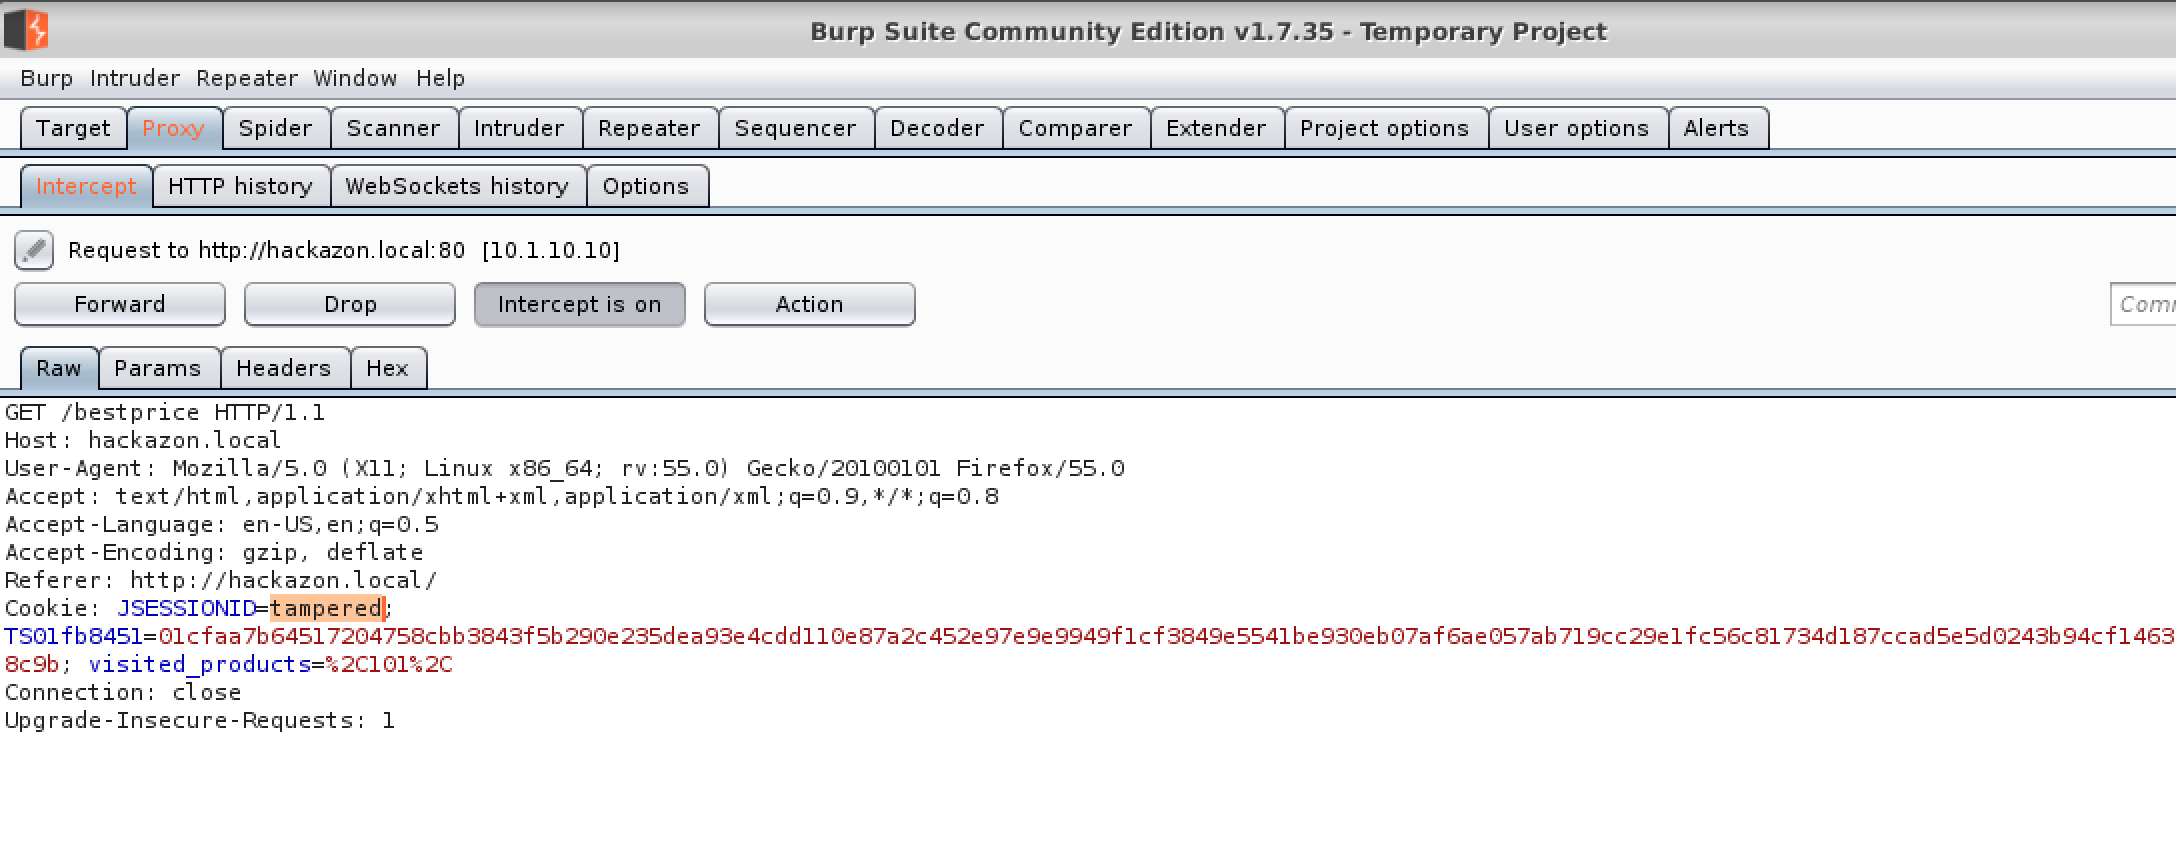 Burp Suite Community Edition v1.7.35 - Temporary Project
Burp Intruder Repeater Window Help
Target Proxy Spider Scanner Intruder Repeater Sequencer Decoder Comparer Extender Project options User options Alerts
Intercept HTTP history WebSockets history Options
Request to http://hackazon.local:80 [10.1.10.10]
Forward Drop Intercept is on Action
Raw Params Headers Hex
GET /bestprice HTTP/1.1
Host: hackazon.local
User-Agent: Mozilla/5.0 (X11; Linux x86_64; rv:55.0) Gecko/20100101 Firefox/55.0
Accept: text/html,application/xhtml+xml,application/xml;q=0.9,*/*;q=0.8
Accept-Language: en-US,en;q=0.5
Accept-Encoding: gzip, deflate
Referer: http://hackazon.local/
Cookie: JSESSIONID=tampered;
TS01fb8451=01cfaa7b64517204758cbb3843f5b290e235dea93e4cdd110e87a2c452e97e9e9949f1cf3849e5541be930eb07af6ae057ab719cc29e1fc56c81734d187ccad5e5d0243b94cf1463
8c9b; visited_products=%2C101%2C
Connection: close
Upgrade-Insecure-Requests: 1